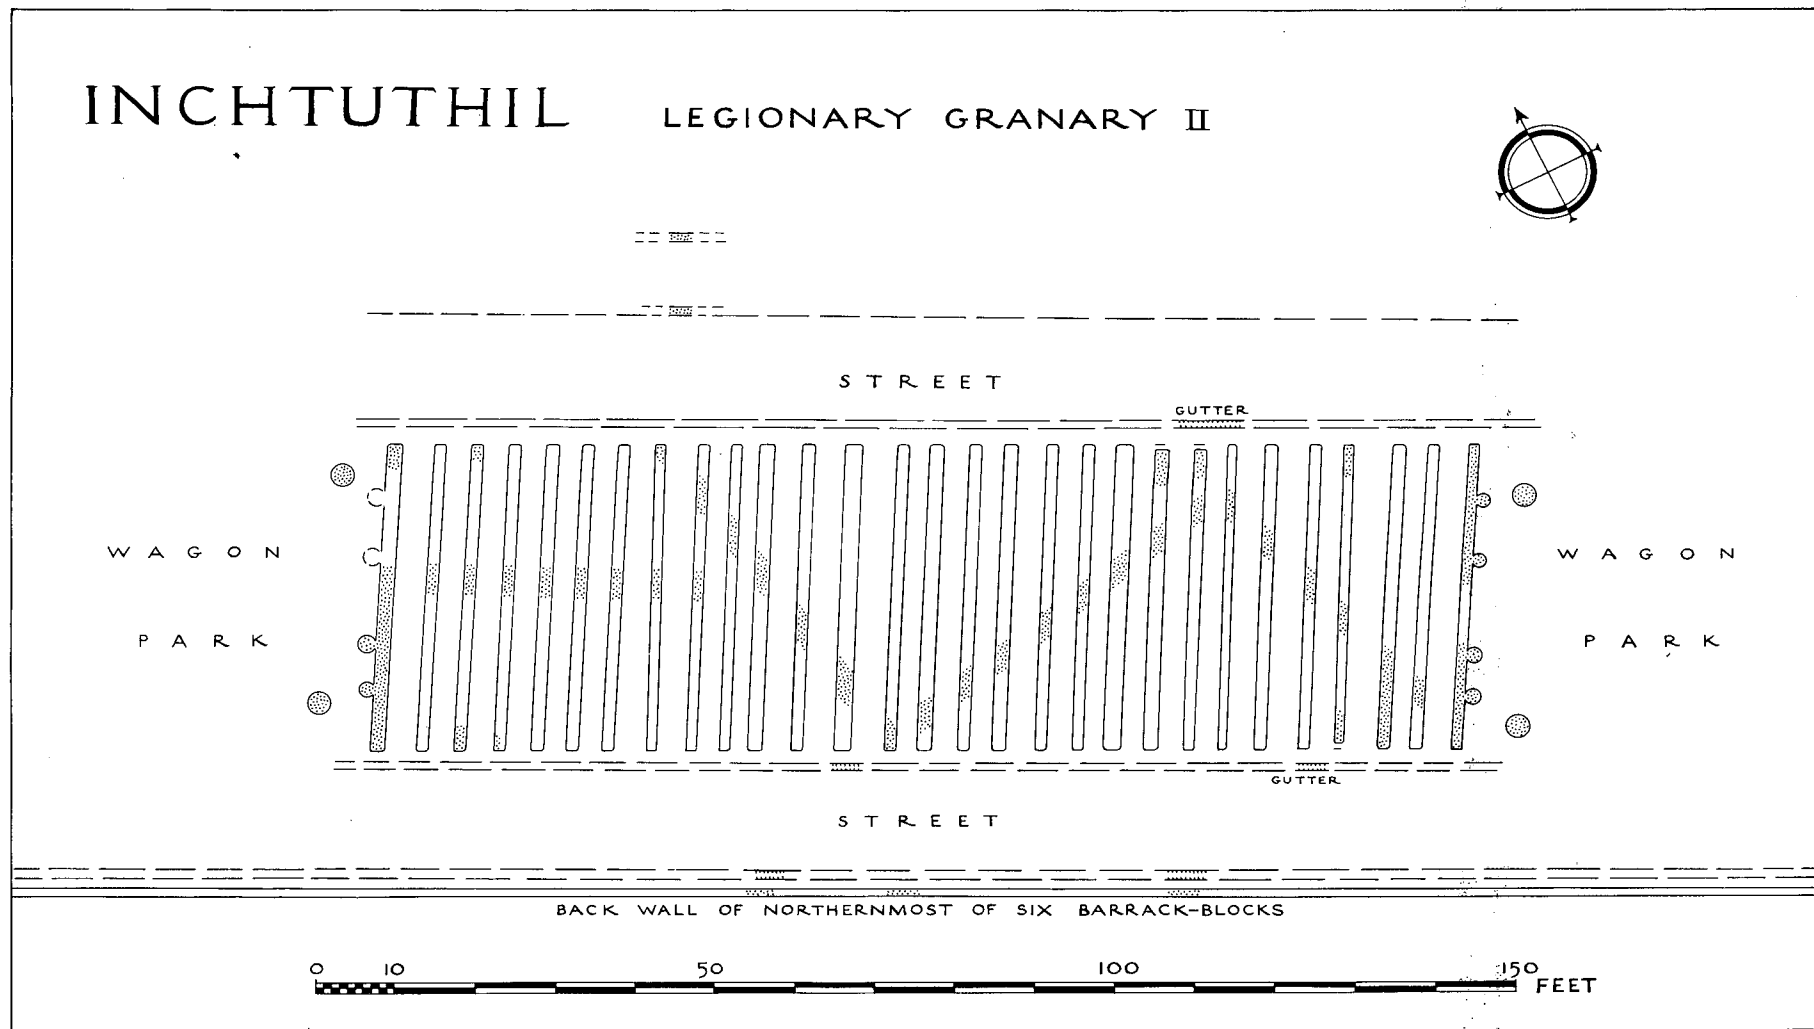 INCHTUTHIL LEGIONARY GRANARY II
STREET
GUTTER
WAGON
PARK
WAGON
PARK
GUTTER
STREET
BACK WALL OF NORTHERNMOST OF SIX BARRACK-BLOCKS
0 10 50 100 150 FEET